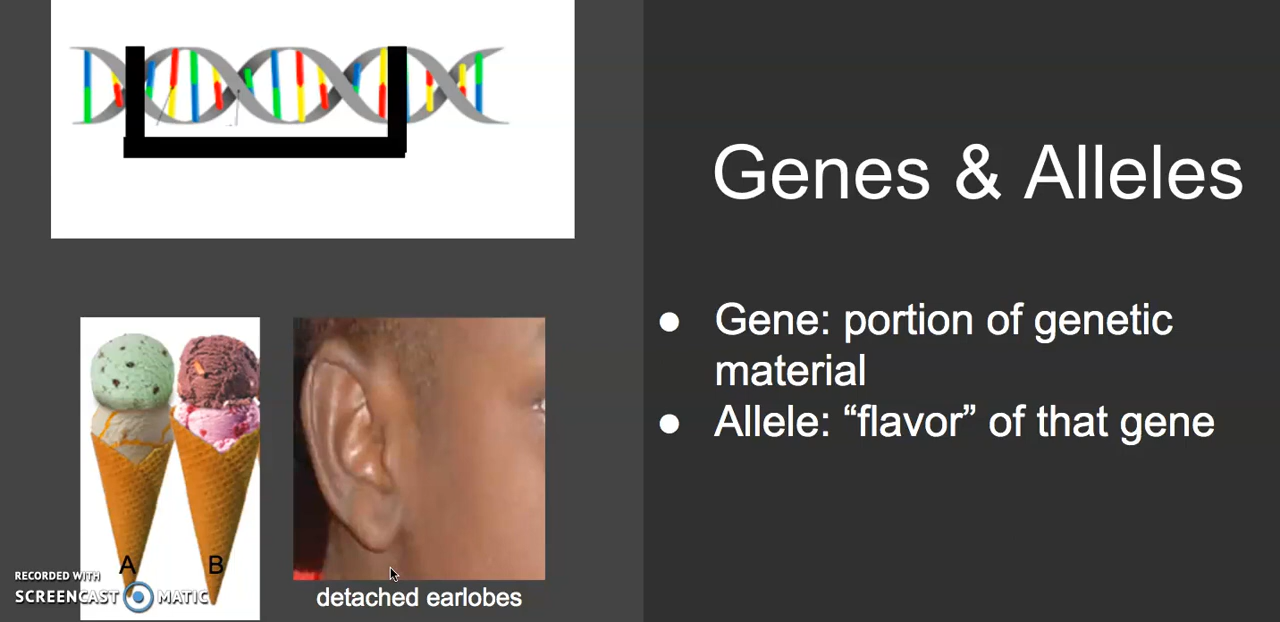 Genes & Alleles
● Gene: portion of genetic
material
● Allele: “flavor” of that gene
A B
detached earlobes
RECORDED WITH
SCREENCAST MATIC